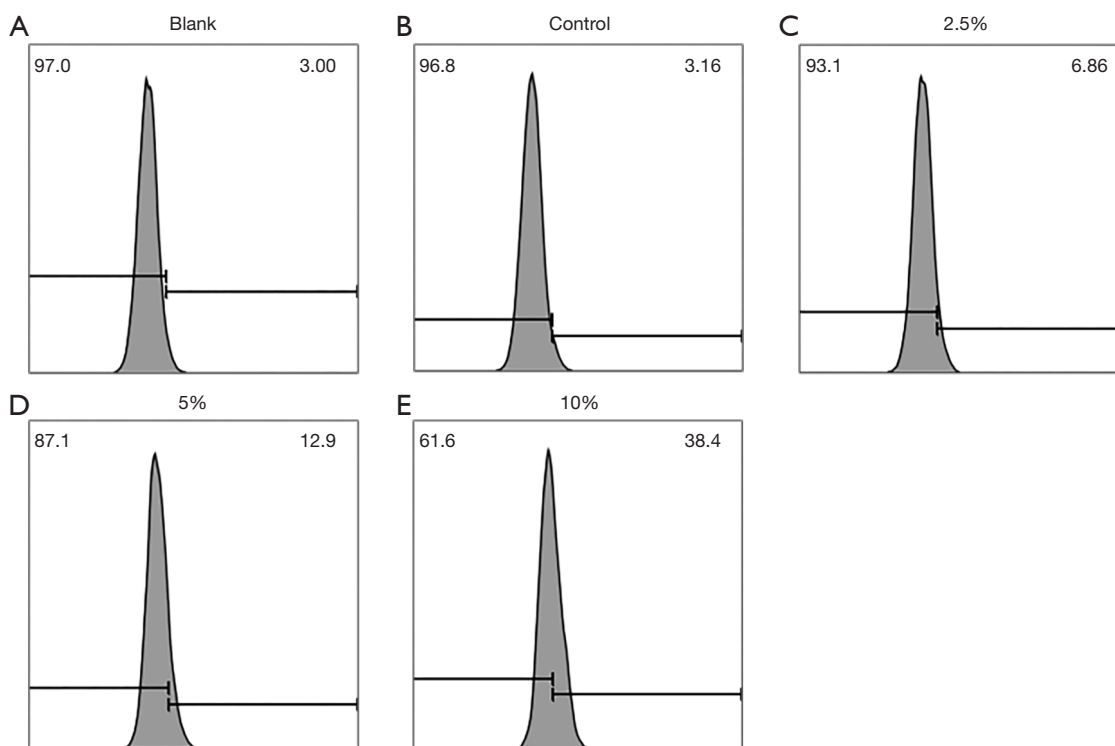 A Blank
97.0 3.00
B Control
96.8 3.16
C 2.5%
93.1 6.86
D 5%
87.1 12.9
E 10%
61.6 38.4